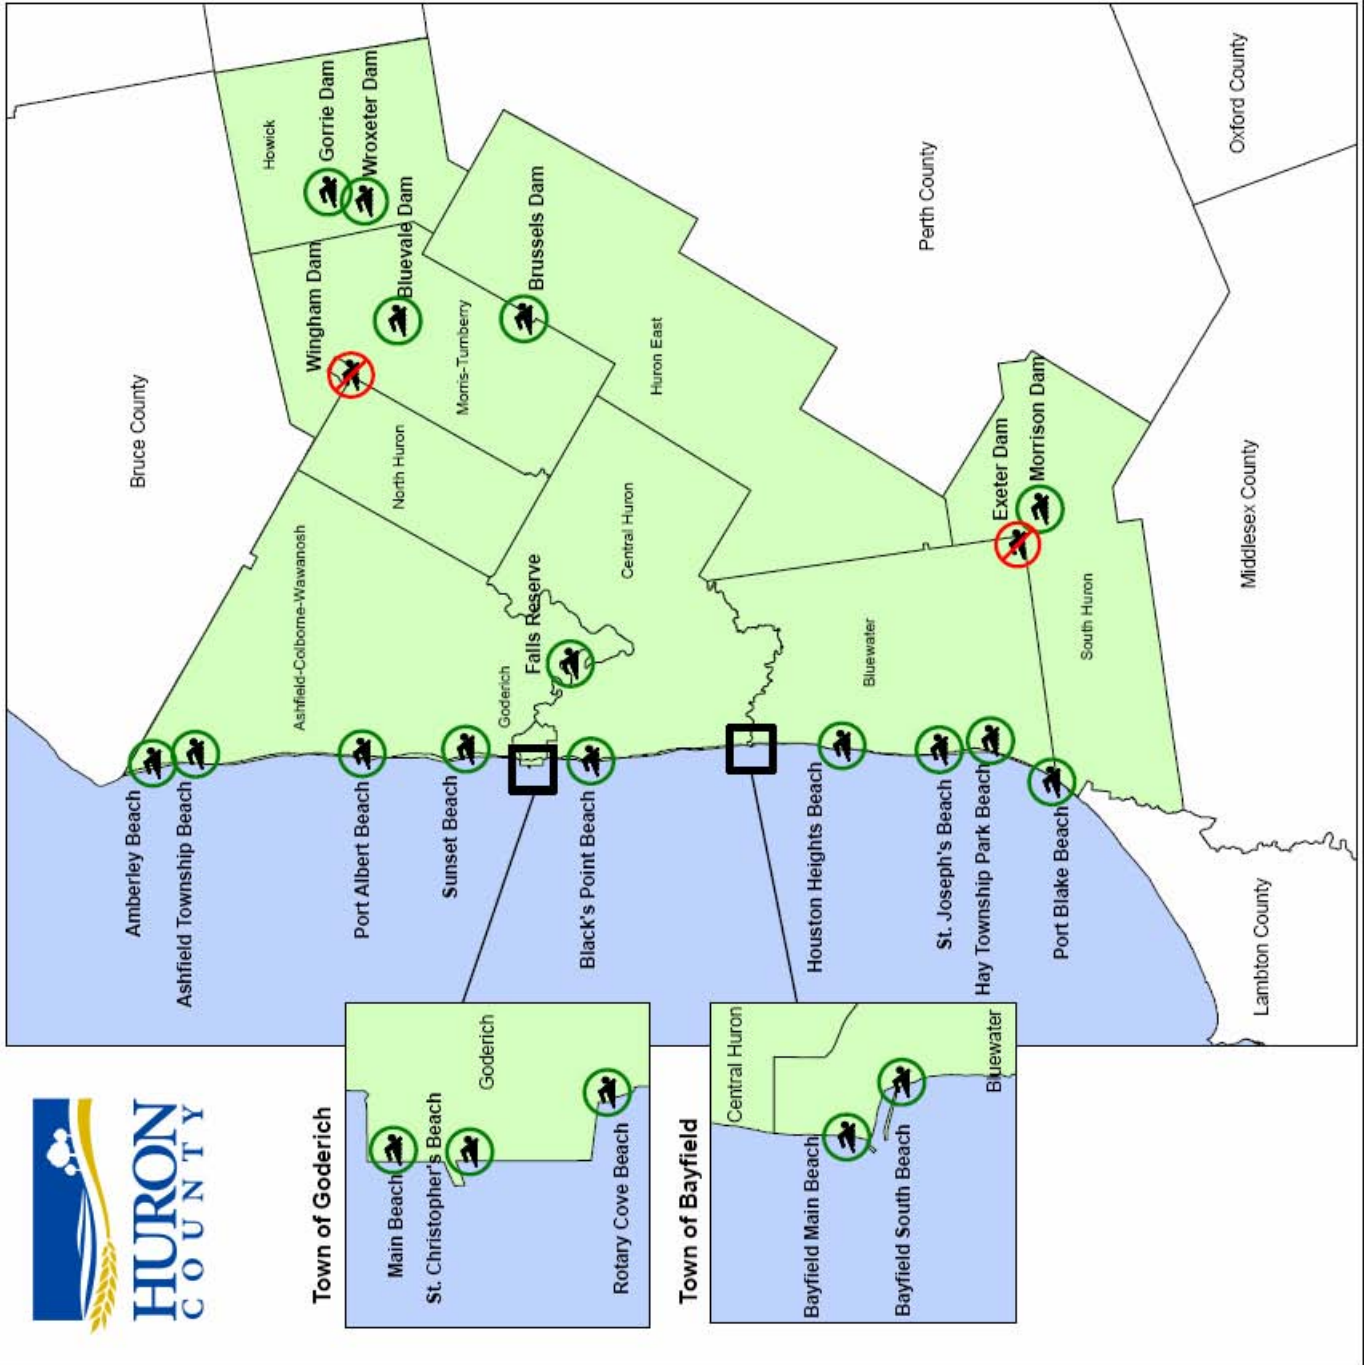 HURON
COUNTY
Town of Goderich
Main Beach
St. Christopher's Beach
Goderich
Rotary Cove Beach
Town of Bayfield
Central Huron
Bayfield Main Beach
Bayfield South Beach
Bluewater
Bruce County
Howick
Gorrie Dam
Wroxeter Dam
Wingham Dam
Bluevale Dam
Morris-Turnberry
Brussels Dam
North Huron
Huron East
Perth County
Oxford County
Ashfield-Colborne-Wawanosh
Central Huron
Falls Reserve
Goderich
Amberley Beach
Ashfield Township Beach
Port Albert Beach
Sunset Beach
Black's Point Beach
Houston Heights Beach
St. Joseph's Beach
Hay Township Park Beach
Port Blake Beach
Bluewater
Exeter Dam
Morrison Dam
South Huron
Middlesex County
Lambton County